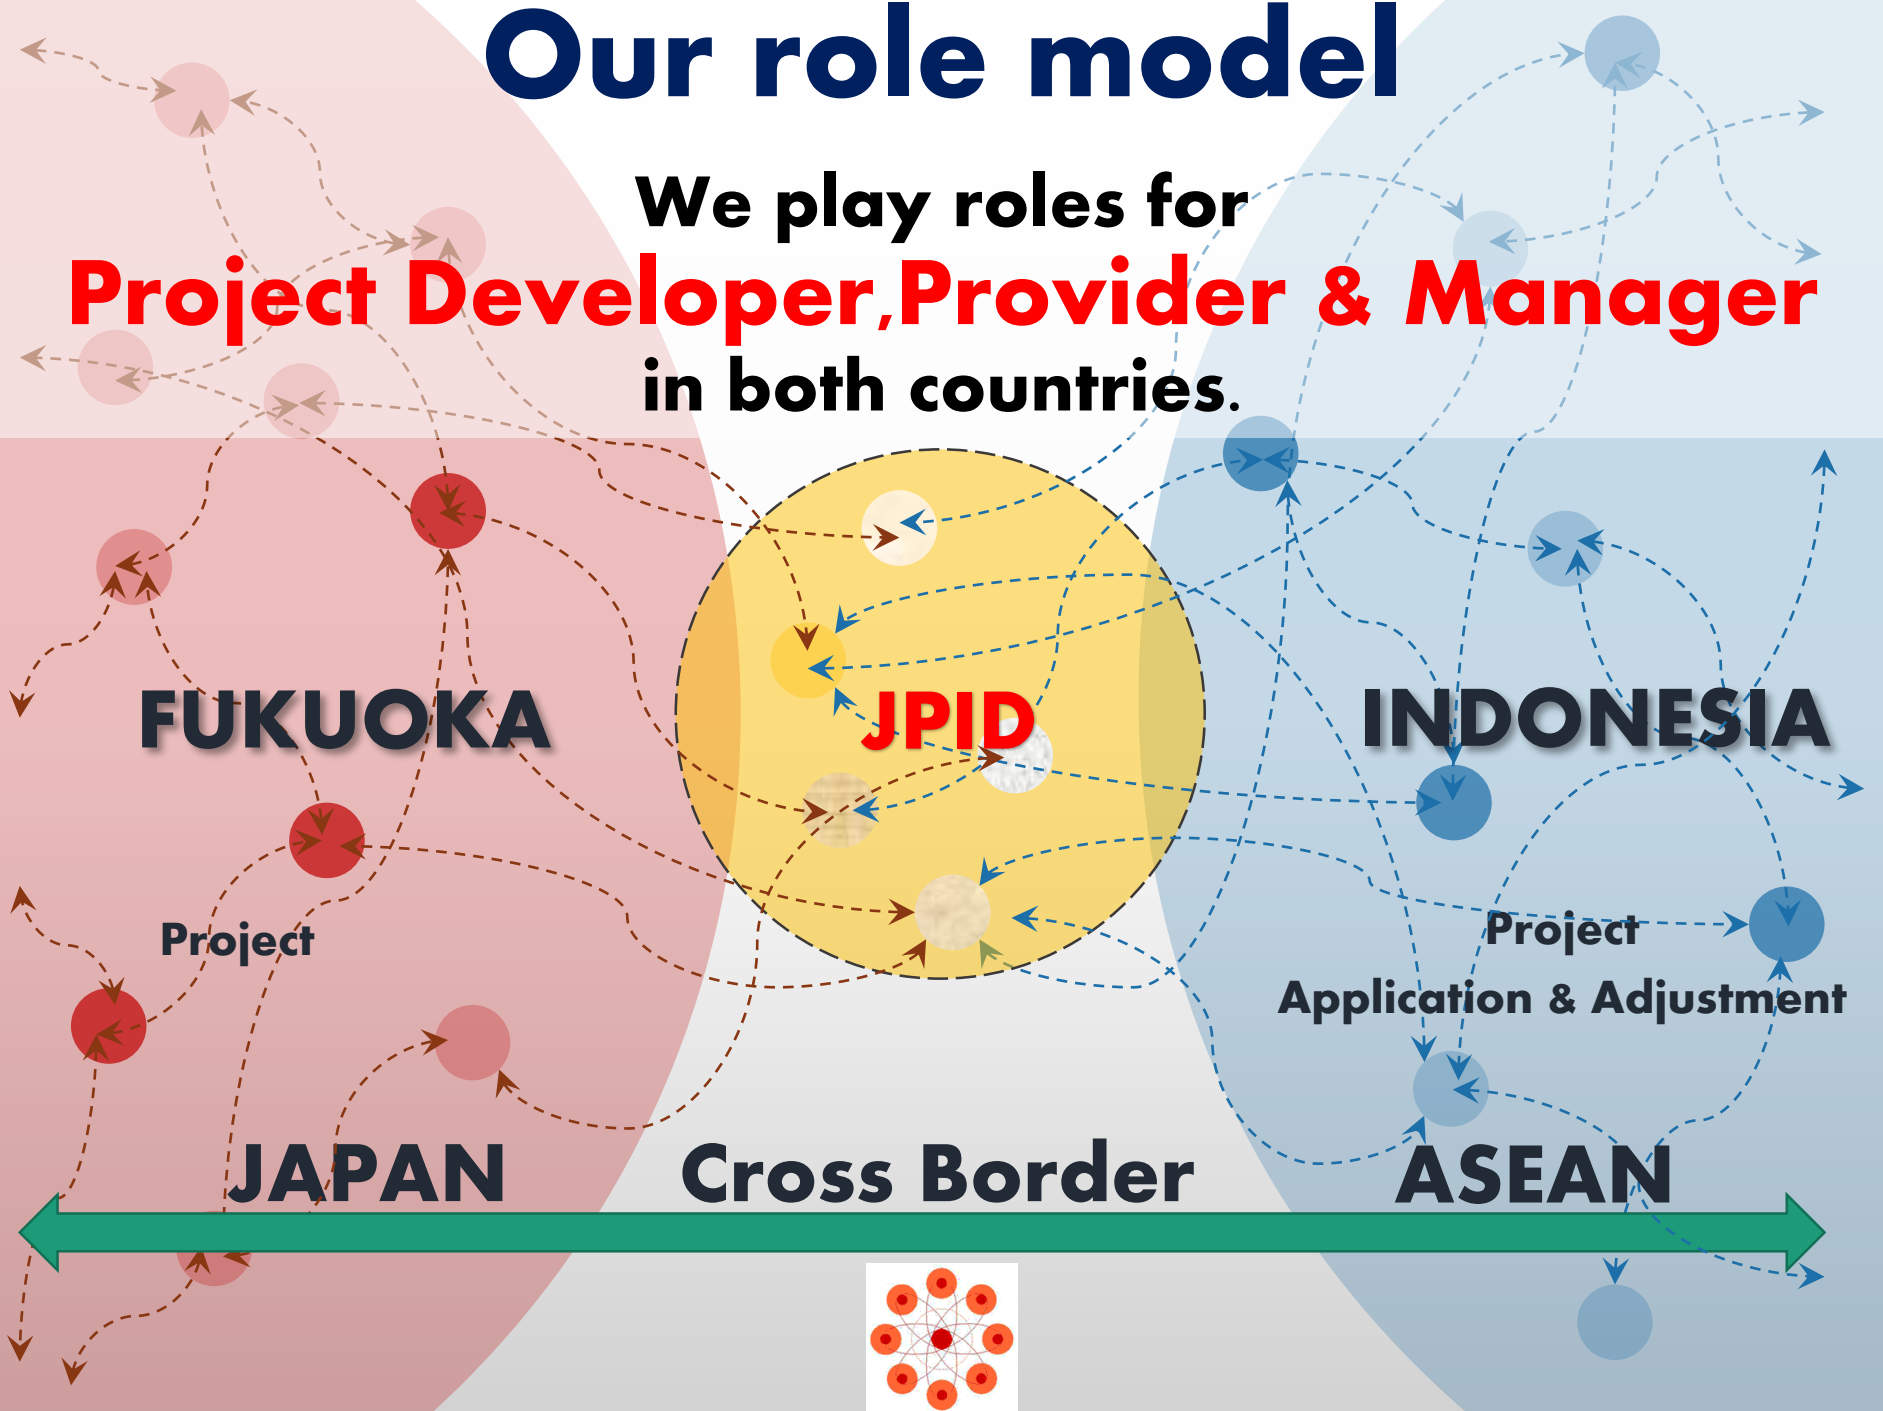 Our role model
We play roles for
Project Developer,Provider & Manager
in both countries.
FUKUOKA
JPID
INDONESIA
Project
Project
Application & Adjustment
JAPAN
Cross Border
ASEAN